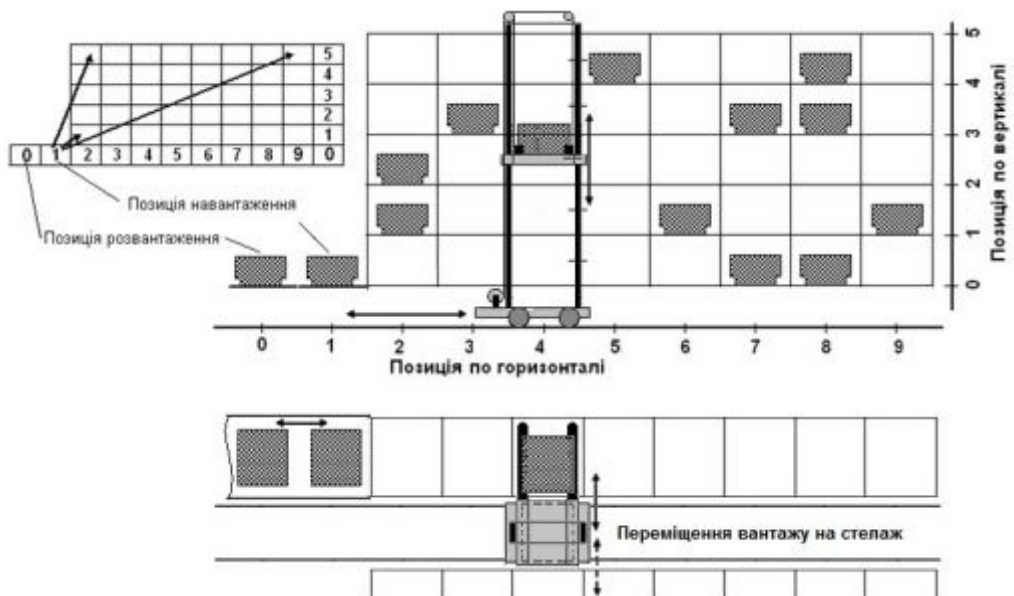 5
4
3
2
1
0 1 2 3 4 5 6 7 8 9 0
Позиція навантаження
Позиція розвантаження
5
4
3
2
1
0
Позиція по вертикалі
0 1 2 3 4 5 6 7 8 9
Позиція по горизонталі
Переміщення вантажу на стелаж